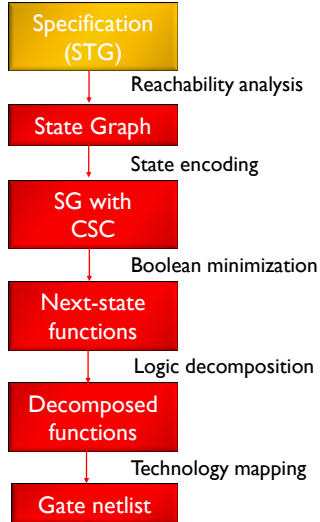 Specification
(STG)
Reachability analysis
State Graph
State encoding
SG with
CSC
Boolean minimization
Next-state
functions
Logic decomposition
Decomposed
functions
Technology mapping
Gate netlist